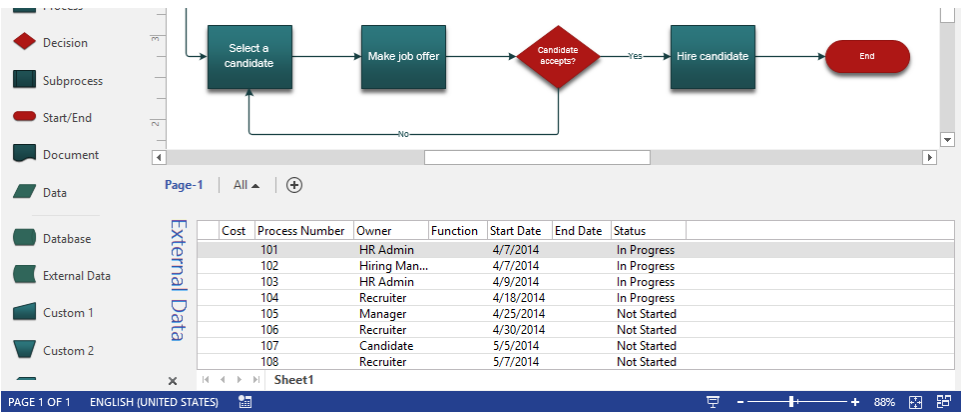 Process
Decision
Subprocess
Start/End
Document
Data
Database
External Data
Custom 1
Custom 2
3
2
Select a
candidate
Make job offer
Candidate
accepts?
Yes
Hire candidate
End
No
Page-1 All
External Data
Cost Process Number Owner Function Start Date End Date Status
101 HR Admin 4/7/2014 In Progress
102 Hiring Man... 4/7/2014 In Progress
103 HR Admin 4/9/2014 In Progress
104 Recruiter 4/18/2014 In Progress
105 Manager 4/25/2014 Not Started
106 Recruiter 4/30/2014 Not Started
107 Candidate 5/5/2014 Not Started
108 Recruiter 5/7/2014 Not Started
Sheet1
PAGE 1 OF 1 ENGLISH (UNITED STATES) 88%